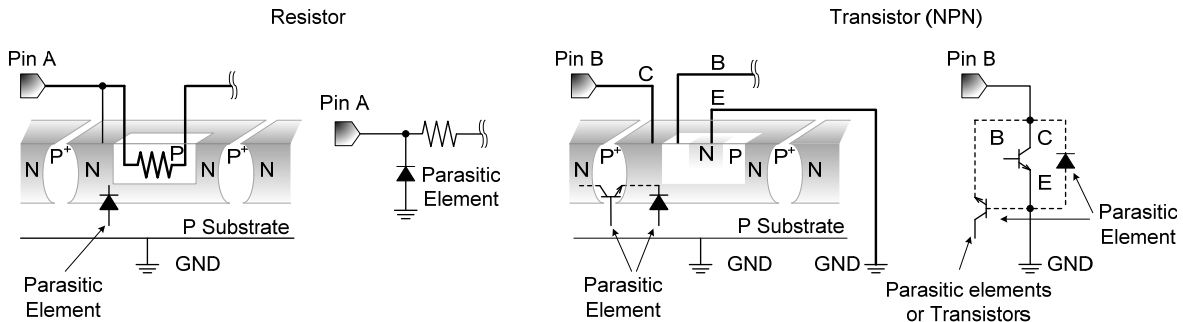 Resistor
Transistor (NPN)
Pin A
P
N
P+
N
P
N
P+
N
Parasitic
Element
P Substrate
GND
Pin A
Parasitic
Element
Pin B
C
B
E
N
P+
N
N
P
N
P+
N
P Substrate
GND
GND
Parasitic
Element
Pin B
B
C
E
Parasitic
Element
GND
Parasitic elements
or Transistors